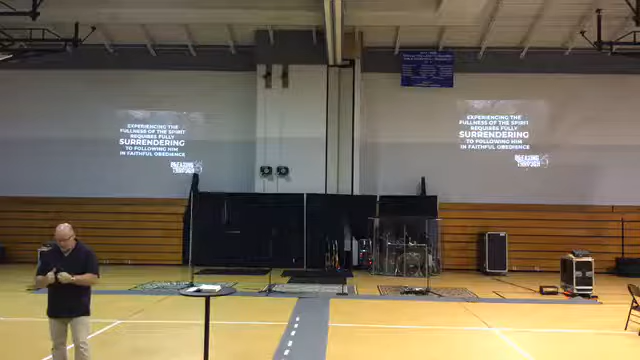 EXPERIENCING THE
FULLNESS OF THE SPIRIT
REQUIRES FULLY
SURRENDERING
TO FOLLOWING HIM
IN FAITHFUL OBEDIENCE
EXPERIENCING THE
FULLNESS OF THE SPIRIT
REQUIRES FULLY
SURRENDERING
TO FOLLOWING HIM
IN FAITHFUL OBEDIENCE